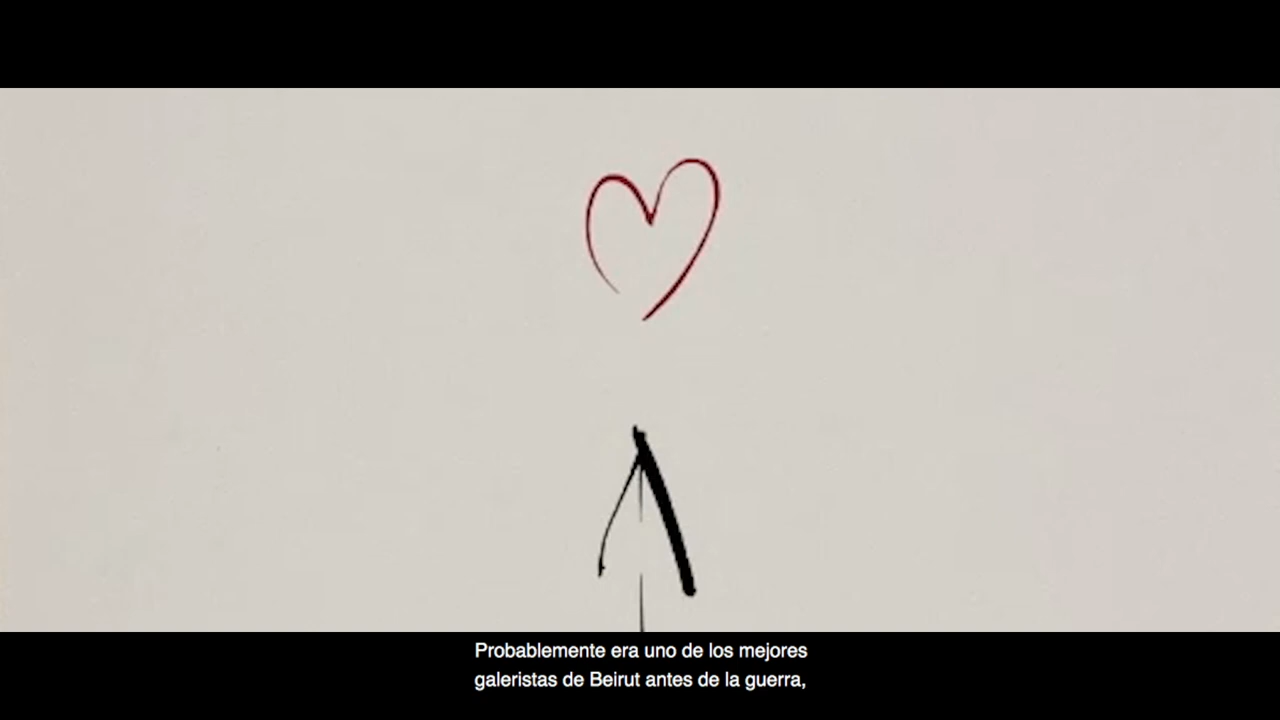 Probablemente era uno de los mejores
galeristas de Beirut antes de la guerra,